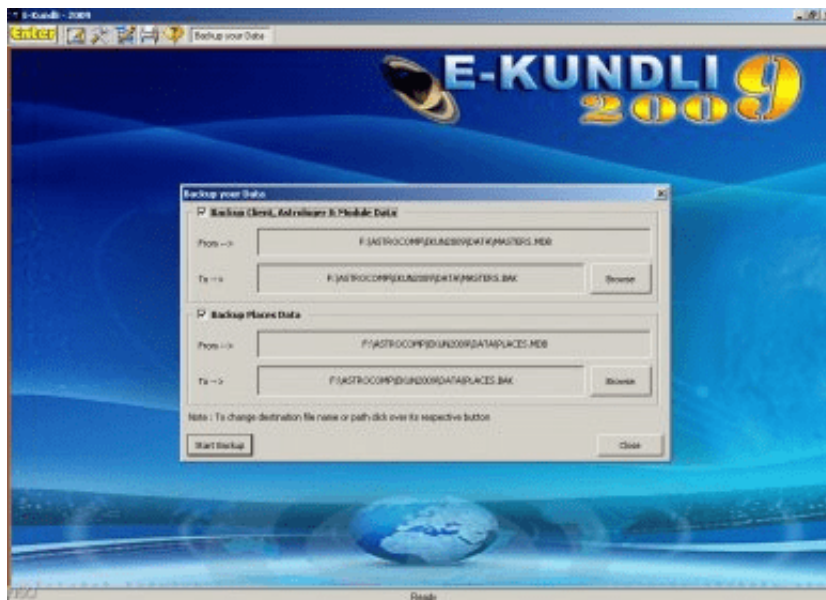 E-Kundli - 2009
Enter
Backup your Data
E-KUNDLI
2009
Backup your Data
Backup Client, Astrologer & Module Data
From -->
F:\ASTROCOMP\EKUN2009\DATA\MASTERS.MDB
To -->
F:\ASTROCOMP\EKUN2009\DATA\MASTERS.BAK
Browse
Backup Places Data
From -->
F:\ASTROCOMP\EKUN2009\DATA\PLACES.MDB
To -->
F:\ASTROCOMP\EKUN2009\DATA\PLACES.BAK
Browse
Note : To change destination file name or path click over its respective button
Start Backup
Close
Ready